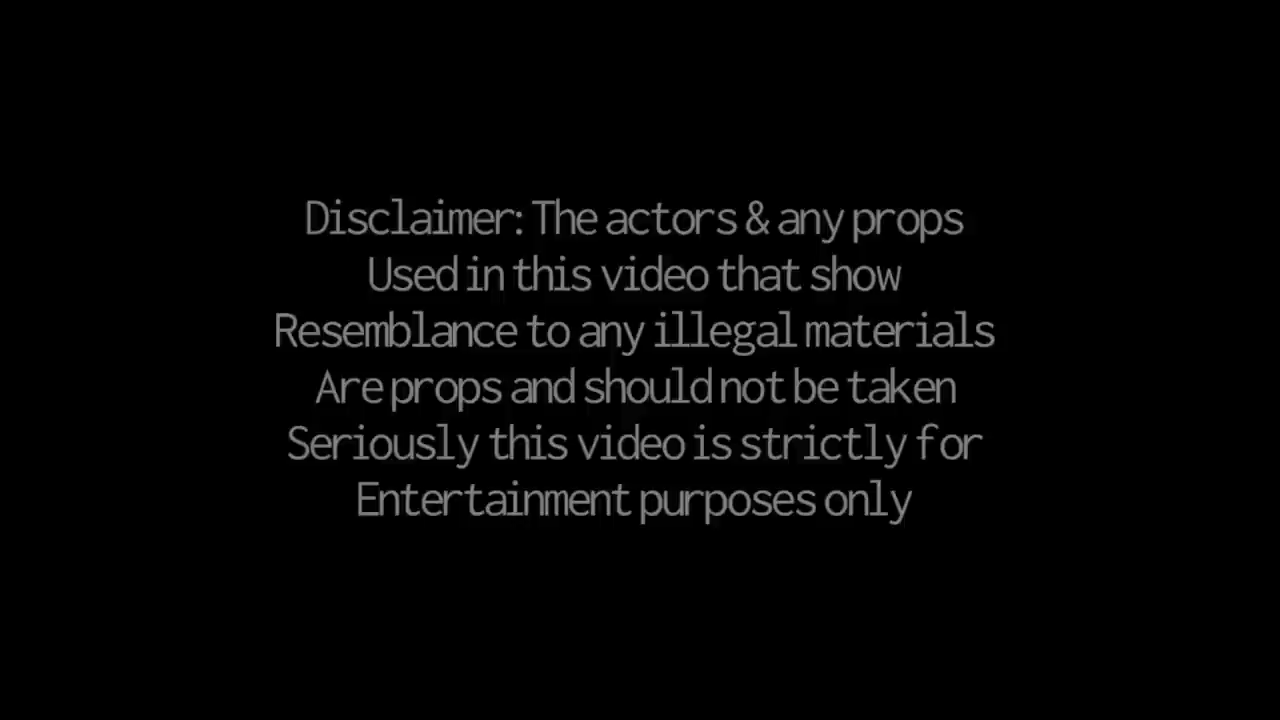 Disclaimer: The actors & any props
Used in this video that show
Resemblance to any illegal materials
Are props and should not be taken
Seriously this video is strictly for
Entertainment purposes only